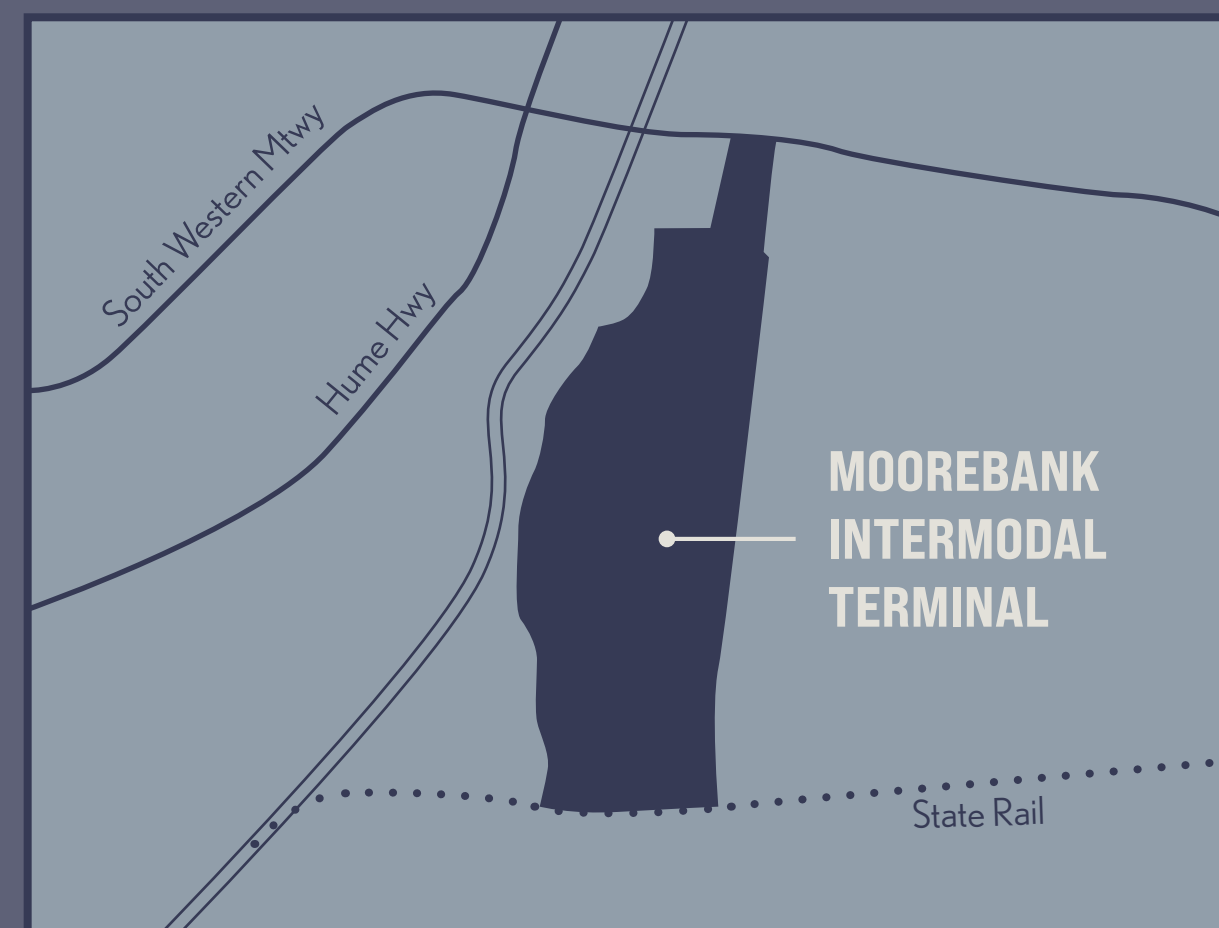 South Western Mtwy
Hume Hwy
MOOREBANK
INTERMODAL
TERMINAL
State Rail